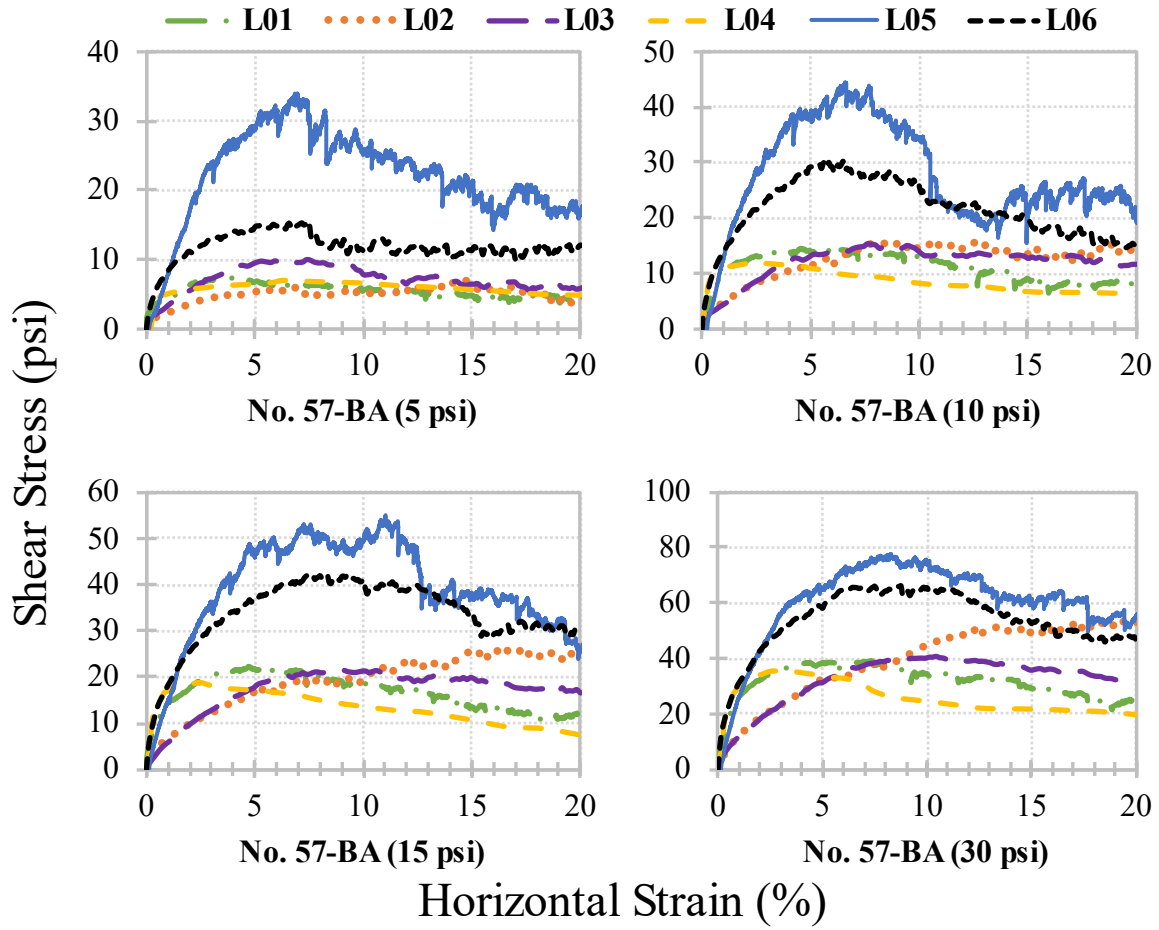 L01 L02 L03 L04 L05 L06
40
30
20
10
0
0 5 10 15 20
No. 57-BA (5 psi)
50
40
30
20
10
0
0 5 10 15 20
No. 57-BA (10 psi)
Shear Stress (psi)
60
50
40
30
20
10
0
0 5 10 15 20
No. 57-BA (15 psi)
100
80
60
40
20
0
0 5 10 15 20
No. 57-BA (30 psi)
Horizontal Strain (%)